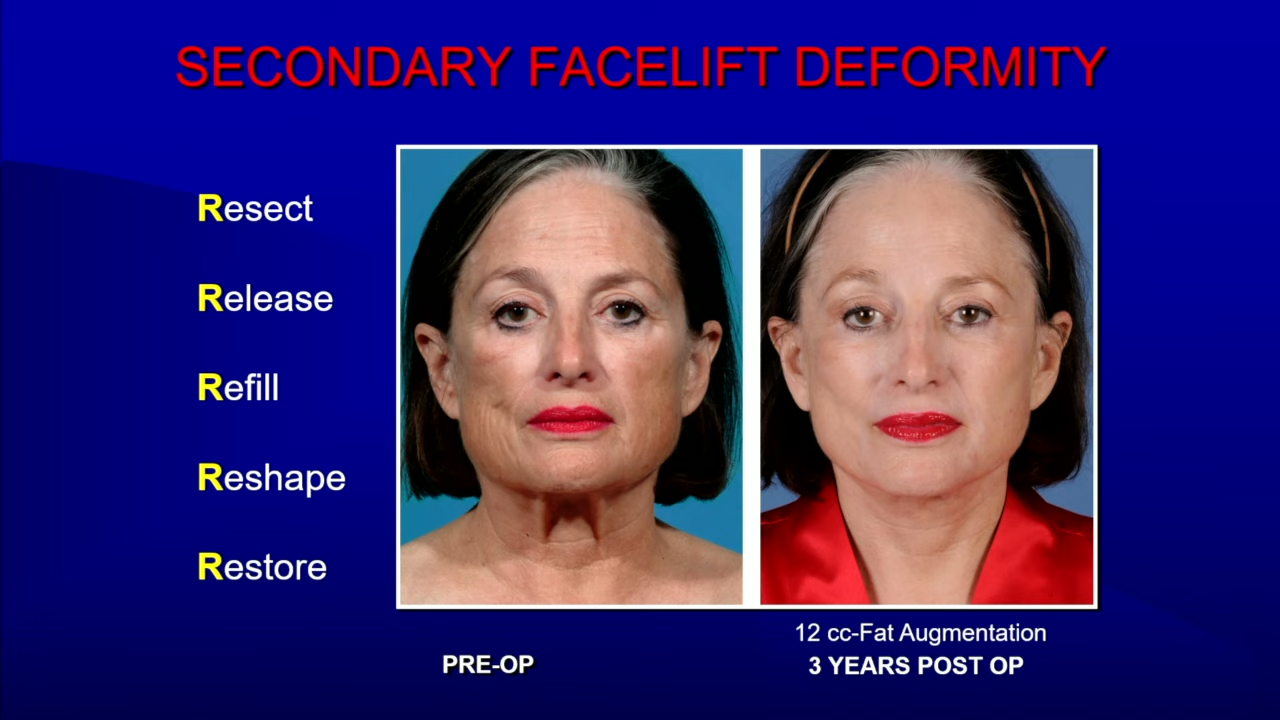 SECONDARY FACELIFT DEFORMITY
Resect
Release
Refill
Reshape
Restore
12 cc-Fat Augmentation
PRE-OP
3 YEARS POST OP